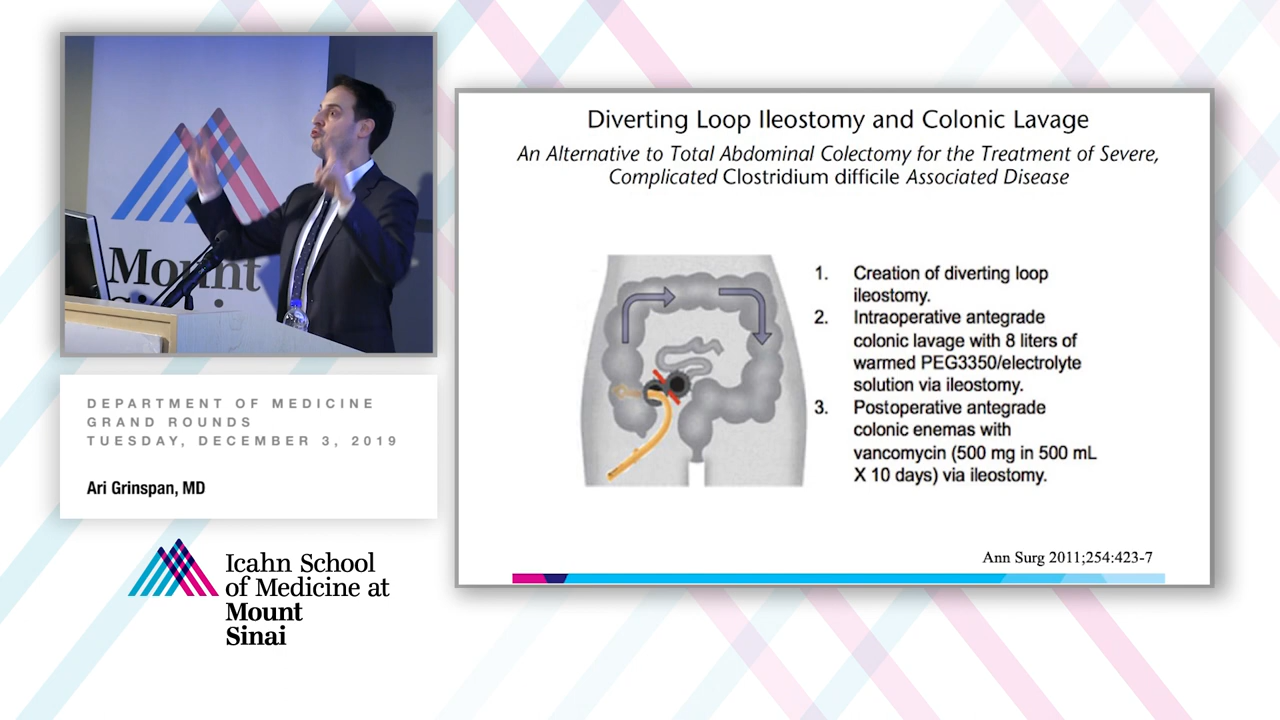 Mount
Sinai
DEPARTMENT OF MEDICINE
GRAND ROUNDS
TUESDAY, DECEMBER 3, 2019
Ari Grinspan, MD
Icahn School
of Medicine at
Mount
Sinai
Diverting Loop Ileostomy and Colonic Lavage
An Alternative to Total Abdominal Colectomy for the Treatment of Severe,
Complicated Clostridium difficile Associated Disease
1. Creation of diverting loop
ileostomy.
2. Intraoperative antegrade
colonic lavage with 8 liters of
warmed PEG3350/electrolyte
solution via ileostomy.
3. Postoperative antegrade
colonic enemas with
vancomycin (500 mg in 500 mL
X 10 days) via ileostomy.
Ann Surg 2011;254:423-7